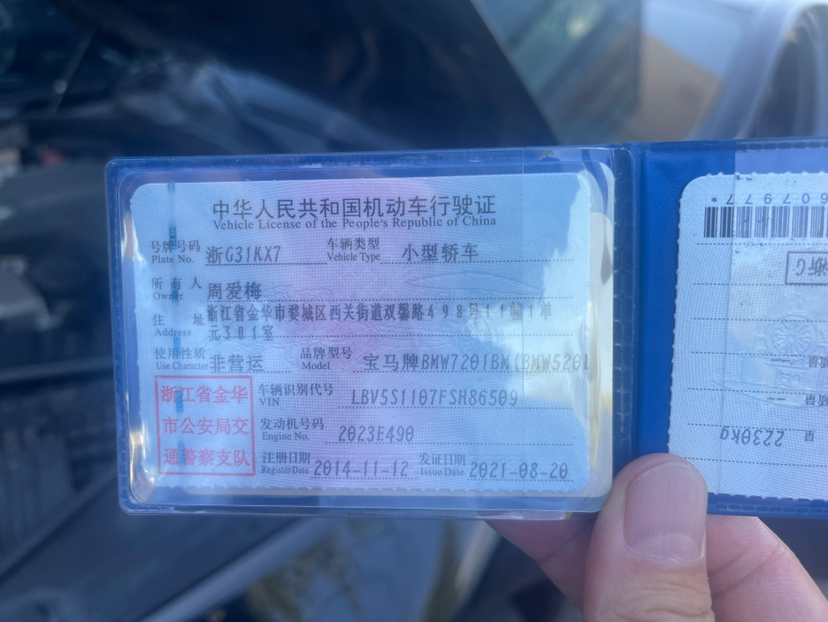 中华人民共和国机动车行驶证
Vehicle License of the People's Republic of China
号牌号码 浙G31KX7 车辆类型 小型轿车
Plate No. Vehicle Type
所有人 周爱梅
Owner
住址 浙江省金华市婺城区西关街道双馨路498号11幢1单
Address 元301室
使用性质 非营运 品牌型号 宝马牌BMW7201BM(BMW520i
Use Character Model
浙江省金华
市公安局交
通警察支队
车辆识别代号 LBV5S1107FSH86509
VIN
发动机号码 2023E490
Engine No.
注册日期 2014-11-12 发证日期 2021-08-20
Register Date Issue Date
607977*
浙G
量 2230kg